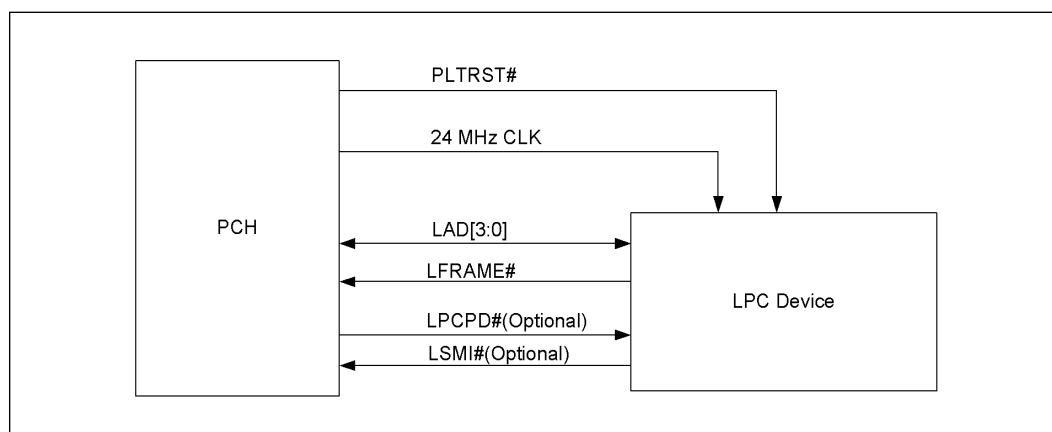 PLTRST#
24 MHz CLK
PCH
LAD[3:0]
LFRAME#
LPC Device
LPCPD#(Optional)
LSMI#(Optional)